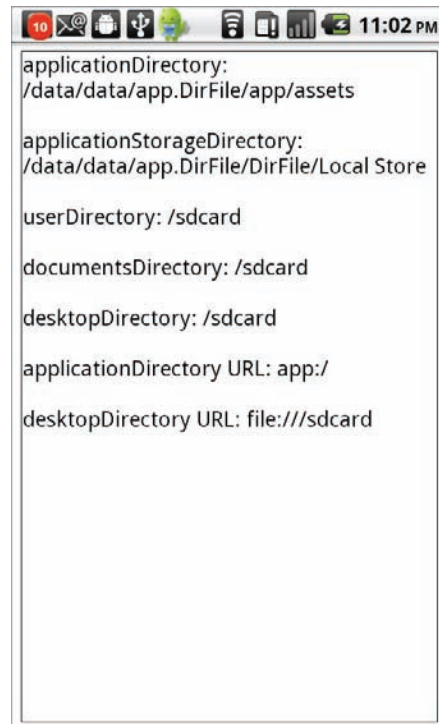 10
11:02 PM
applicationDirectory:
/data/data/app.DirFile/app/assets
applicationStorageDirectory:
/data/data/app.DirFile/DirFile/Local Store
userDirectory: /sdcard
documentsDirectory: /sdcard
desktopDirectory: /sdcard
applicationDirectory URL: app:/
desktopDirectory URL: file:///sdcard